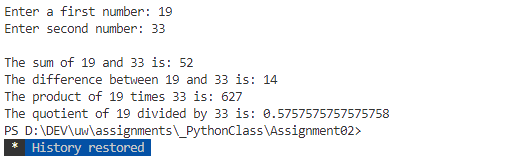 Enter a first number: 19
Enter second number: 33
The sum of 19 and 33 is: 52
The difference between 19 and 33 is: 14
The product of 19 times 33 is: 627
The quotient of 19 divided by 33 is: 0.5757575757575758
PS D:\DEV\uw\assignments\_PythonClass\Assignment02>
* History restored